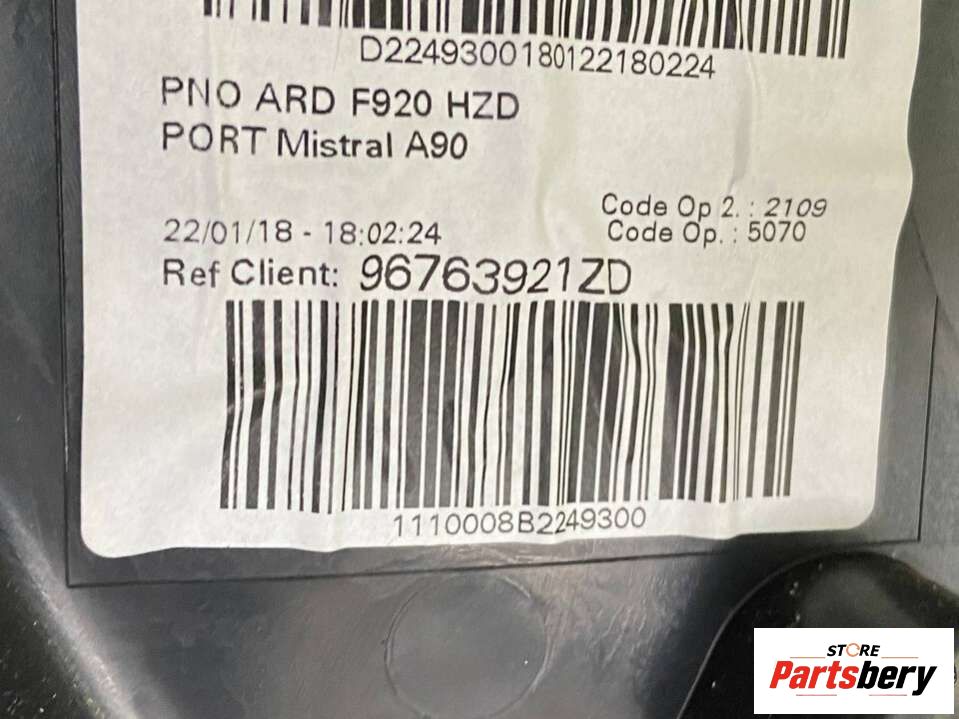 D2249300180122180224
PNO ARD F920 HZD
PORT Mistral A90
Code Op 2. : 2109
22/01/18 - 18:02:24
Code Op. : 5070
Ref Client: 96763921ZD
1110008B2249300
STORE
Partsbery